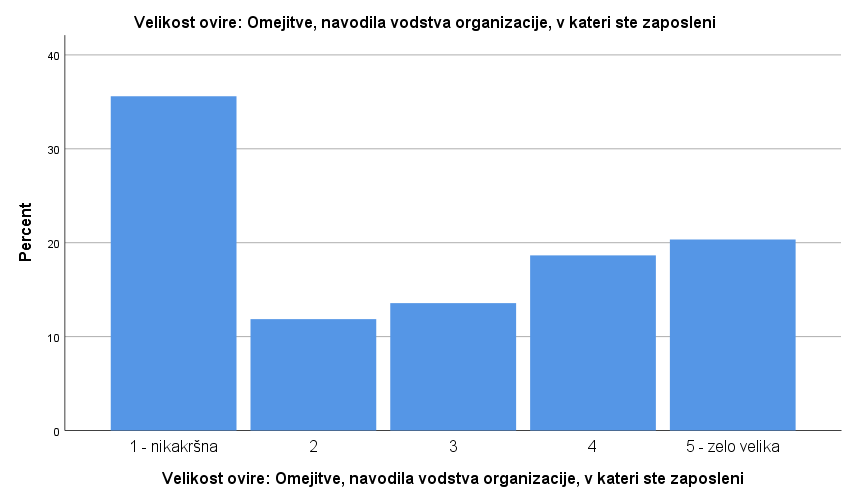 Velikost ovire: Omejitve, navodila vodstva organizacije, v kateri ste zaposleni
40
30
20
10
0
Percent
1 - nikakršna
2
3
4
5 - zelo velika
Velikost ovire: Omejitve, navodila vodstva organizacije, v kateri ste zaposleni